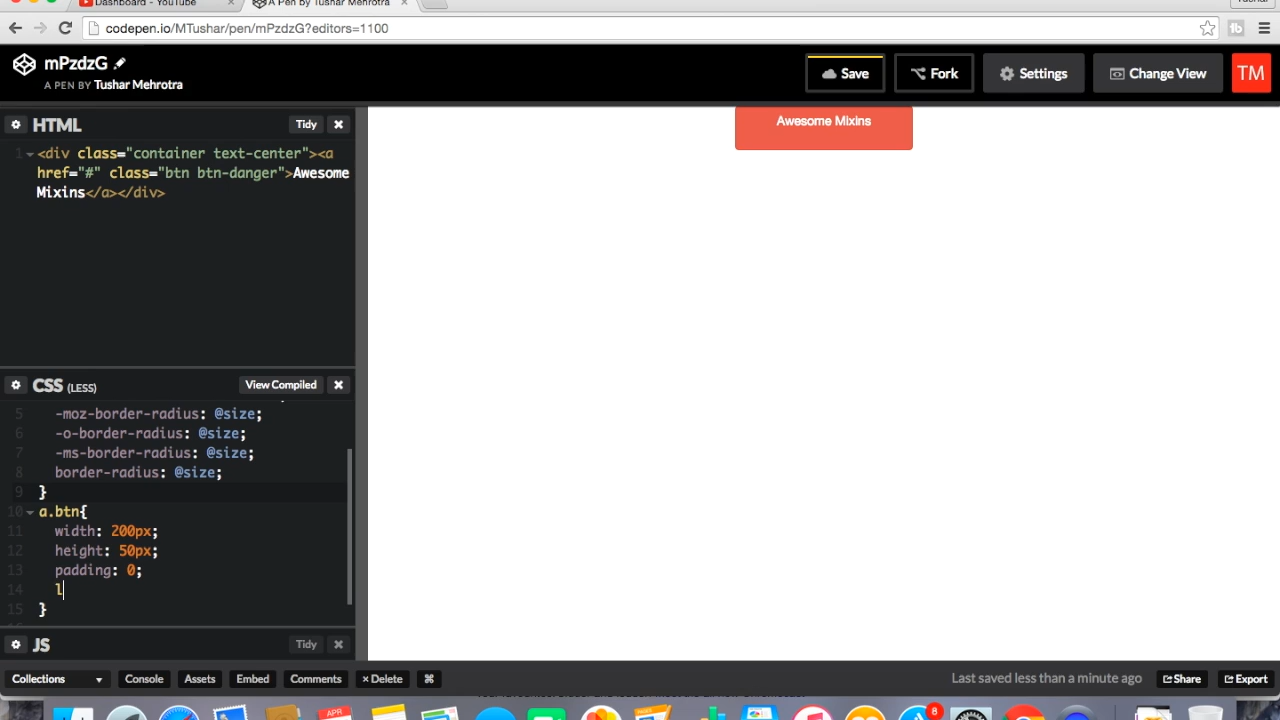 Dashboard - YouTube
A Pen by Tushar Mehrotra
Tushar
codepen.io/MTushar/pen/mPzdzG?editors=1100
mPzdzG
A PEN BY Tushar Mehrotra
Save
Fork
Settings
Change View
TM
HTML
Tidy
1 <div class="container text-center"><a
href="#" class="btn btn-danger">Awesome
Mixins</a></div>
Awesome Mixins
CSS (LESS)
View Compiled
5 -moz-border-radius: @size;
6 -o-border-radius: @size;
7 -ms-border-radius: @size;
8 border-radius: @size;
9 }
10 a.btn{
11 width: 200px;
12 height: 50px;
13 padding: 0;
14 l
15 }
JS
Tidy
Collections
Console
Assets
Embed
Comments
× Delete
⌘
Last saved less than a minute ago
Share
Export
APR
8